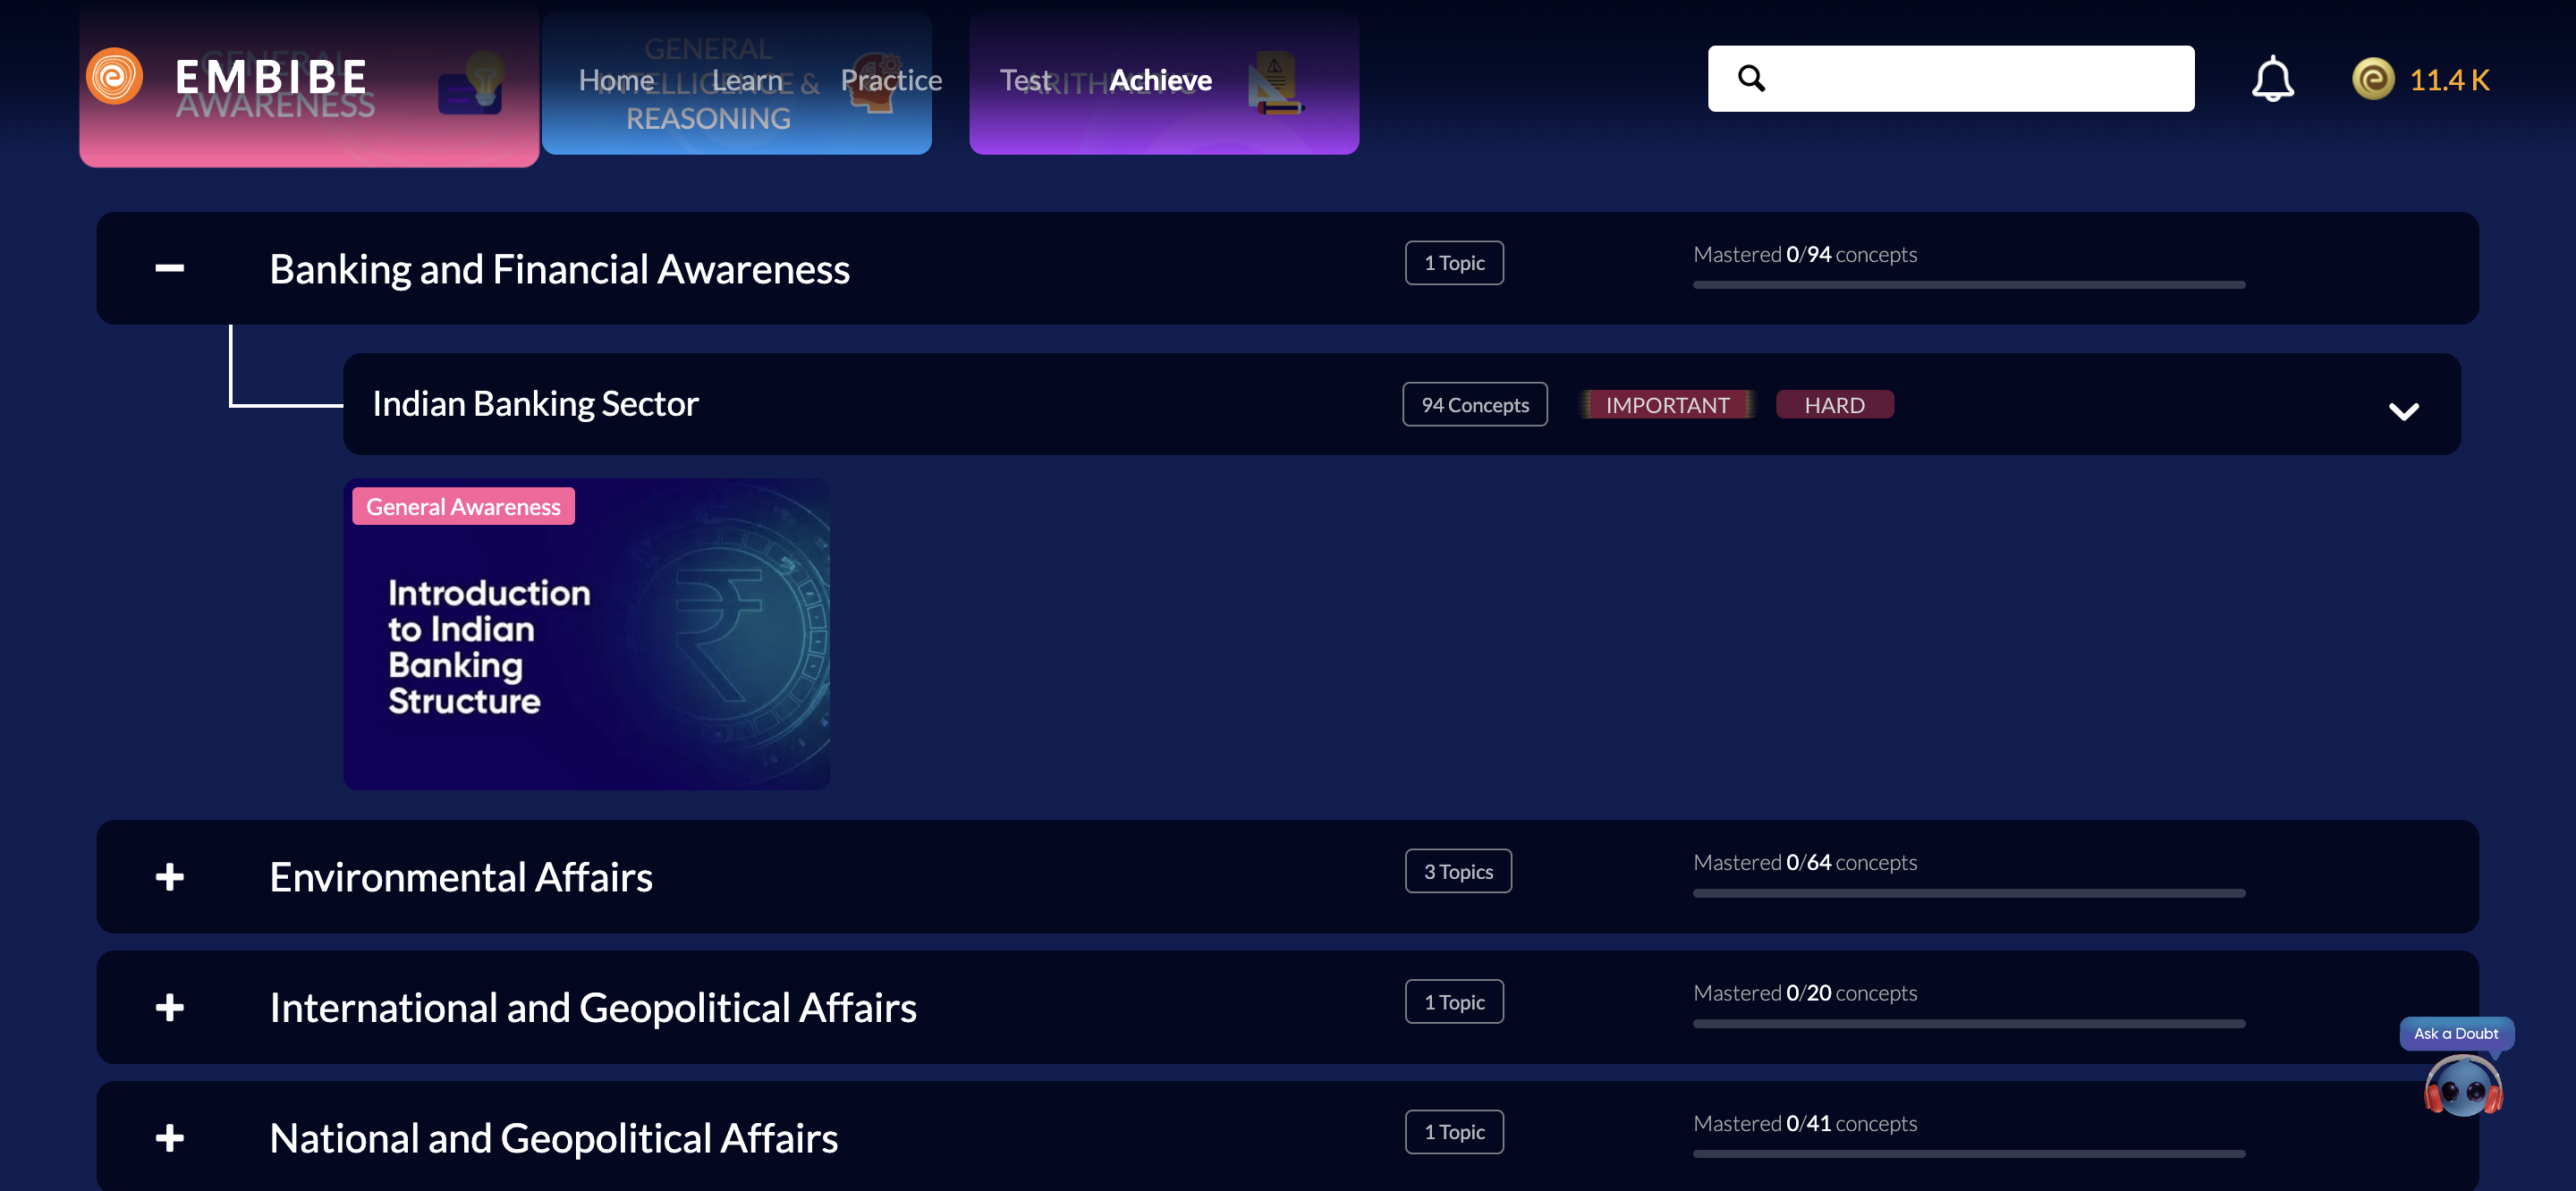 GENERAL
AWARENESS
EMBIBE
GENERAL
INTELLIGENCE &
REASONING
ARITHMETIC
Home
Learn
Practice
Test
Achieve
11.4 K
Banking and Financial Awareness
1 Topic
Mastered 0/94 concepts
Indian Banking Sector
94 Concepts
IMPORTANT
HARD
General Awareness
Introduction
to Indian
Banking
Structure
Environmental Affairs
3 Topics
Mastered 0/64 concepts
International and Geopolitical Affairs
1 Topic
Mastered 0/20 concepts
Ask a Doubt
National and Geopolitical Affairs
1 Topic
Mastered 0/41 concepts